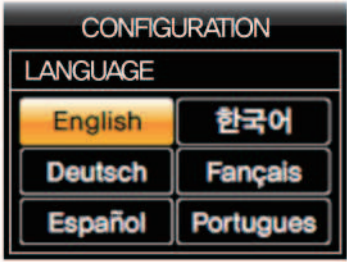 CONFIGURATION
LANGUAGE
English 한국어
Deutsch Fançais
Español Portugues